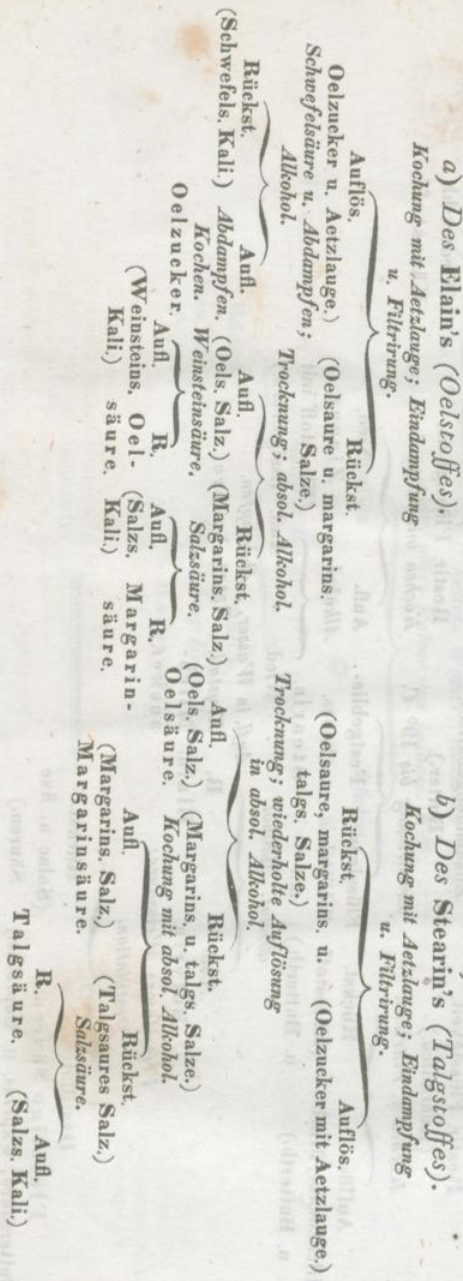 a) Des Elain's (Oelstoffes).
Kochung mit Aetzlauge; Eindampfung
u. Filtrirung.
Auflös.
Rückst.
Oelzucker u. Aetzlauge.)
(Oelsaure u. margarins.
Salze.)
Schwefelsäure u. Abdampfen;
Alkohol.
Trocknung; absol. Alkohol.
Rückst.
Aufl.
Aufl.
Rückst.
(Schwefels. Kali.)
Abdampfen.
Kochen.
Oelzucker.
(Oels. Salz.)
Weinsteinsäure.
(Margarins. Salz.)
Salzsäure.
Aufl.
R.
Aufl.
R.
(Weinsteins.
Kali.)
Oel-
säure.
(Salzs.
Kali.)
Margarin-
säure.
b) Des Stearin's (Talgstoffes).
Kochung mit Aetzlauge; Eindampfung
u. Filtrirung.
Rückst.
Auflös.
(Oelsaure, margarins. u.
talgs. Salze.)
(Oelzucker mit Aetzlauge.)
Trocknung; wiederholte Auflösung
in absol. Alkohol.
Aufl.
Rückst.
(Oels. Salz.)
Oelsäure.
(Margarins. u. talgs. Salze.)
Kochung mit absol. Alkohol.
Aufl.
Rückst.
(Margarins. Salz.)
Margarinsäure.
(Talgsaures Salz.)
Salzsäure.
R.
Aufl.
Talgsäure.
(Salzs. Kali.)